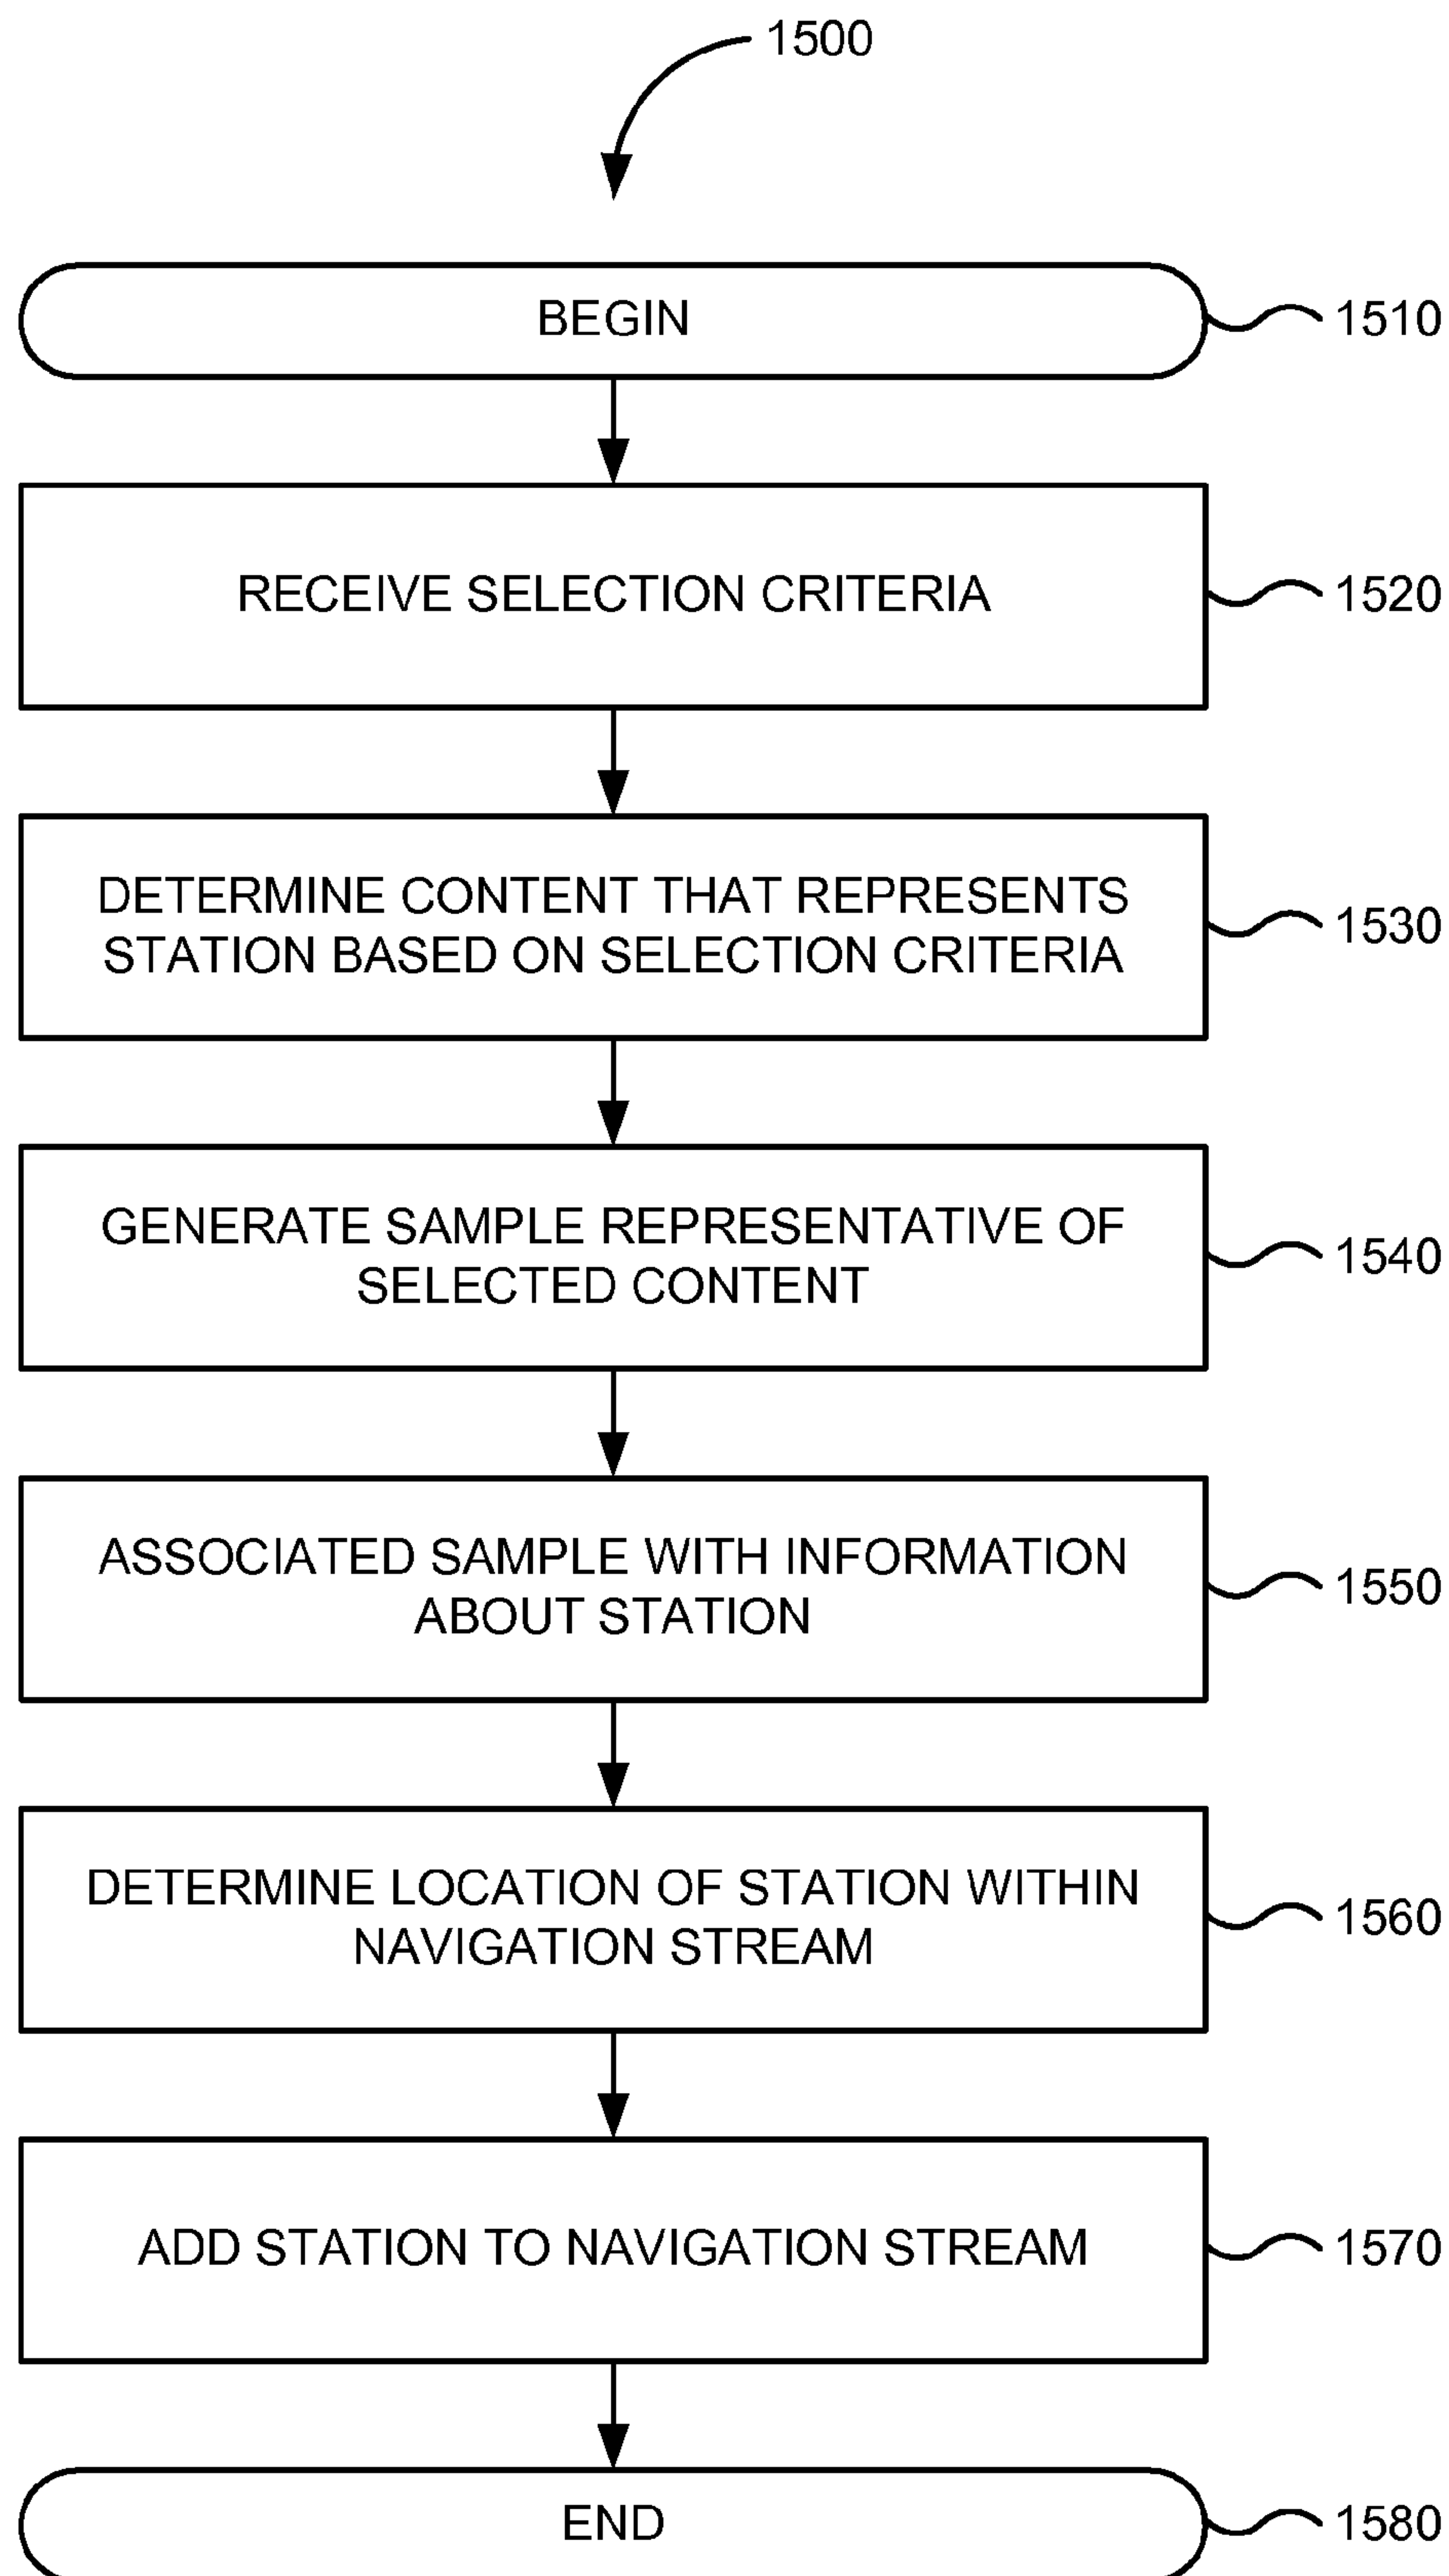 1500
BEGIN
1510
RECEIVE SELECTION CRITERIA
1520
DETERMINE CONTENT THAT REPRESENTS
STATION BASED ON SELECTION CRITERIA
1530
GENERATE SAMPLE REPRESENTATIVE OF
SELECTED CONTENT
1540
ASSOCIATED SAMPLE WITH INFORMATION
ABOUT STATION
1550
DETERMINE LOCATION OF STATION WITHIN
NAVIGATION STREAM
1560
ADD STATION TO NAVIGATION STREAM
1570
END
1580